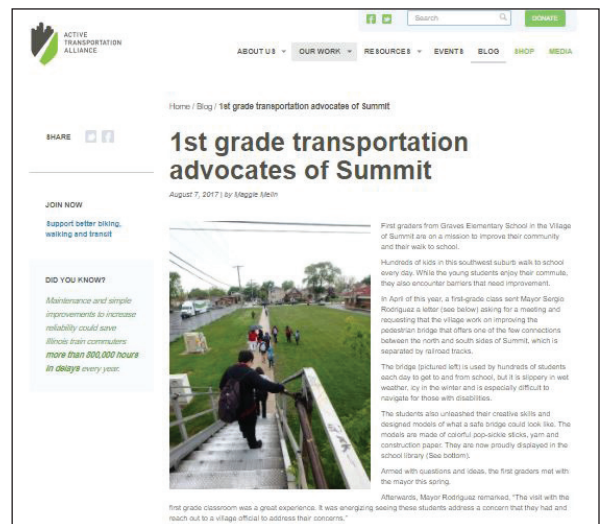 ACTIVE
TRANSPORTATION
ALLIANCE
Search
DONATE
ABOUT US OUR WORK RESOURCES EVENTS BLOG SHOP MEDIA
Home / Blog / 1st grade transportation advocates of Summit
SHARE
1st grade transportation
advocates of Summit
August 7, 2017 | by Maggie Melin
JOIN NOW
Support better biking,
walking and transit
DID YOU KNOW?
Maintenance and simple
improvements to increase
reliability could save
Illinois train commuters
more than 800,000 hours
in delays every year.
First graders from Graves Elementary School in the Village
of Summit are on a mission to improve their community
and their walk to school.
Hundreds of kids in this southwest suburb walk to school
every day. While the young students enjoy their commute,
they also encounter barriers that need improvement.
In April of this year, a first-grade class sent Mayor Sergio
Rodriguez a letter (see below) asking for a meeting and
requesting that the village work on improving the
pedestrian bridge that offers one of the few connections
between the north and south sides of Summit, which is
separated by railroad tracks.
The bridge (pictured left) is used by hundreds of students
each day to get to and from school, but it is slippery in wet
weather, icy in the winter and is especially difficult to
navigate for those with disabilities.
The students also unleashed their creative skills and
designed models of what a safe bridge could look like. The
models are made of colorful pop-sickle sticks, yarn and
construction paper. They are now proudly displayed in the
school library (See bottom).
Armed with questions and ideas, the first graders met with
the mayor this spring.
Afterwards, Mayor Rodriguez remarked, "The visit with the
first grade classroom was a great experience. It was energizing seeing these students address a concern that they had and
reach out to a village official to address their concerns."